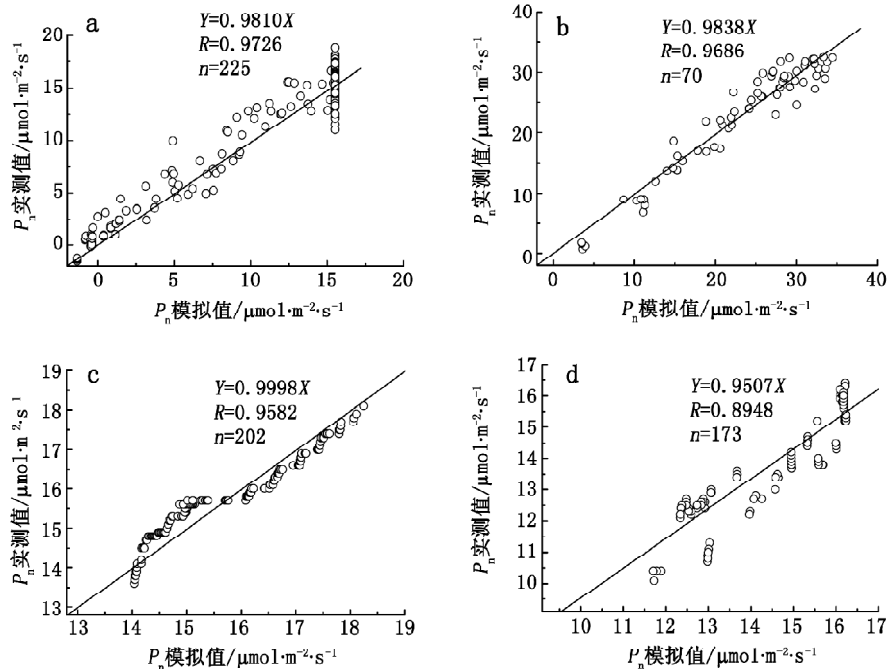 a
Y=0.9810X
R=0.9726
n=225
20
15
10
5
0
Pn实测值/μmol·m⁻²·s⁻¹
0 5 10 15 20
Pn模拟值/μmol·m⁻²·s⁻¹
b
Y=0.9838X
R=0.9686
n=70
40
30
20
10
0
Pn实测值/μmol·m⁻²·s⁻¹
0 10 20 30 40
Pn模拟值/μmol·m⁻²·s⁻¹
c
Y=0.9998X
R=0.9582
n=202
19
18
17
16
15
14
13
Pn实测值/μmol·m⁻²·s⁻¹
13 14 15 16 17 18 19
Pn模拟值/μmol·m⁻²·s⁻¹
d
Y=0.9507X
R=0.8948
n=173
17
16
15
14
13
12
11
10
Pn实测值/μmol·m⁻²·s⁻¹
10 11 12 13 14 15 16 17
Pn模拟值/μmol·m⁻²·s⁻¹